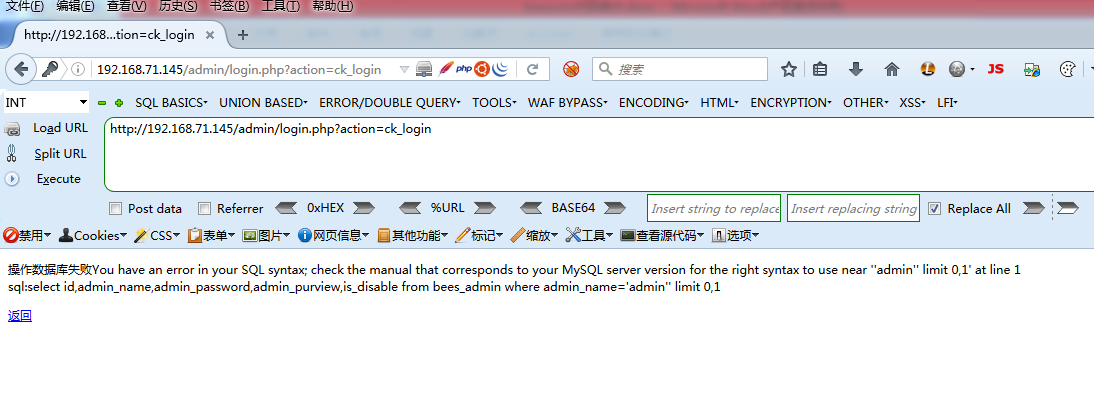 文件(F) 编辑(E) 查看(V) 历史(S) 书签(B) 工具(T) 帮助(H)
http://192.168...tion=ck_login
192.168.71.145/admin/login.php?action=ck_login php 搜索 JS
INT SQL BASICS UNION BASED ERROR/DOUBLE QUERY TOOLS WAF BYPASS ENCODING HTML ENCRYPTION OTHER XSS LFI
Load URL http://192.168.71.145/admin/login.php?action=ck_login
Split URL
Execute
Post data Referrer 0xHEX %URL BASE64 Insert string to replace Insert replacing string Replace All
禁用 Cookies CSS 表单 图片 网页信息 其他功能 标记 缩放 工具 查看源代码 选项
操作数据库失败You have an error in your SQL syntax; check the manual that corresponds to your MySQL server version for the right syntax to use near ''admin'' limit 0,1' at line 1
sql:select id,admin_name,admin_password,admin_purview,is_disable from bees_admin where admin_name='admin'' limit 0,1
返回